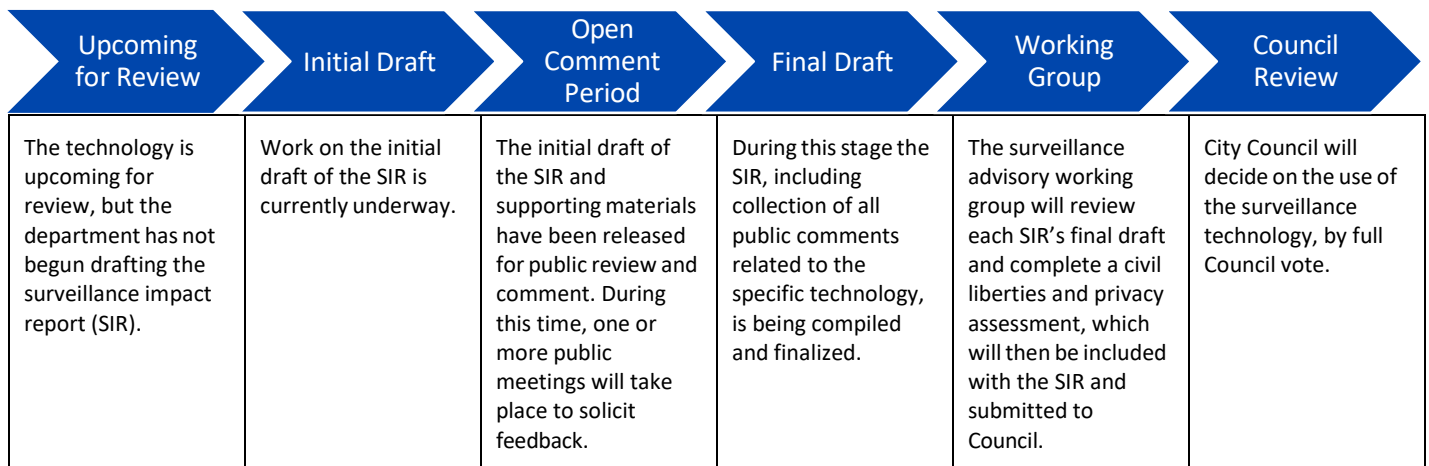 Upcoming
for Review
Initial Draft
Open
Comment
Period
Final Draft
Working
Group
Council
Review
The technology is
upcoming for
review, but the
department has not
begun drafting the
surveillance impact
report (SIR).
Work on the initial
draft of the SIR is
currently underway.
The initial draft of
the SIR and
supporting materials
have been released
for public review and
comment. During
this time, one or
more public
meetings will take
place to solicit
feedback.
During this stage the
SIR, including
collection of all
public comments
related to the
specific technology,
is being compiled
and finalized.
The surveillance
advisory working
group will review
each SIR’s final draft
and complete a civil
liberties and privacy
assessment, which
will then be included
with the SIR and
submitted to
Council.
City Council will
decide on the use of
the surveillance
technology, by full
Council vote.